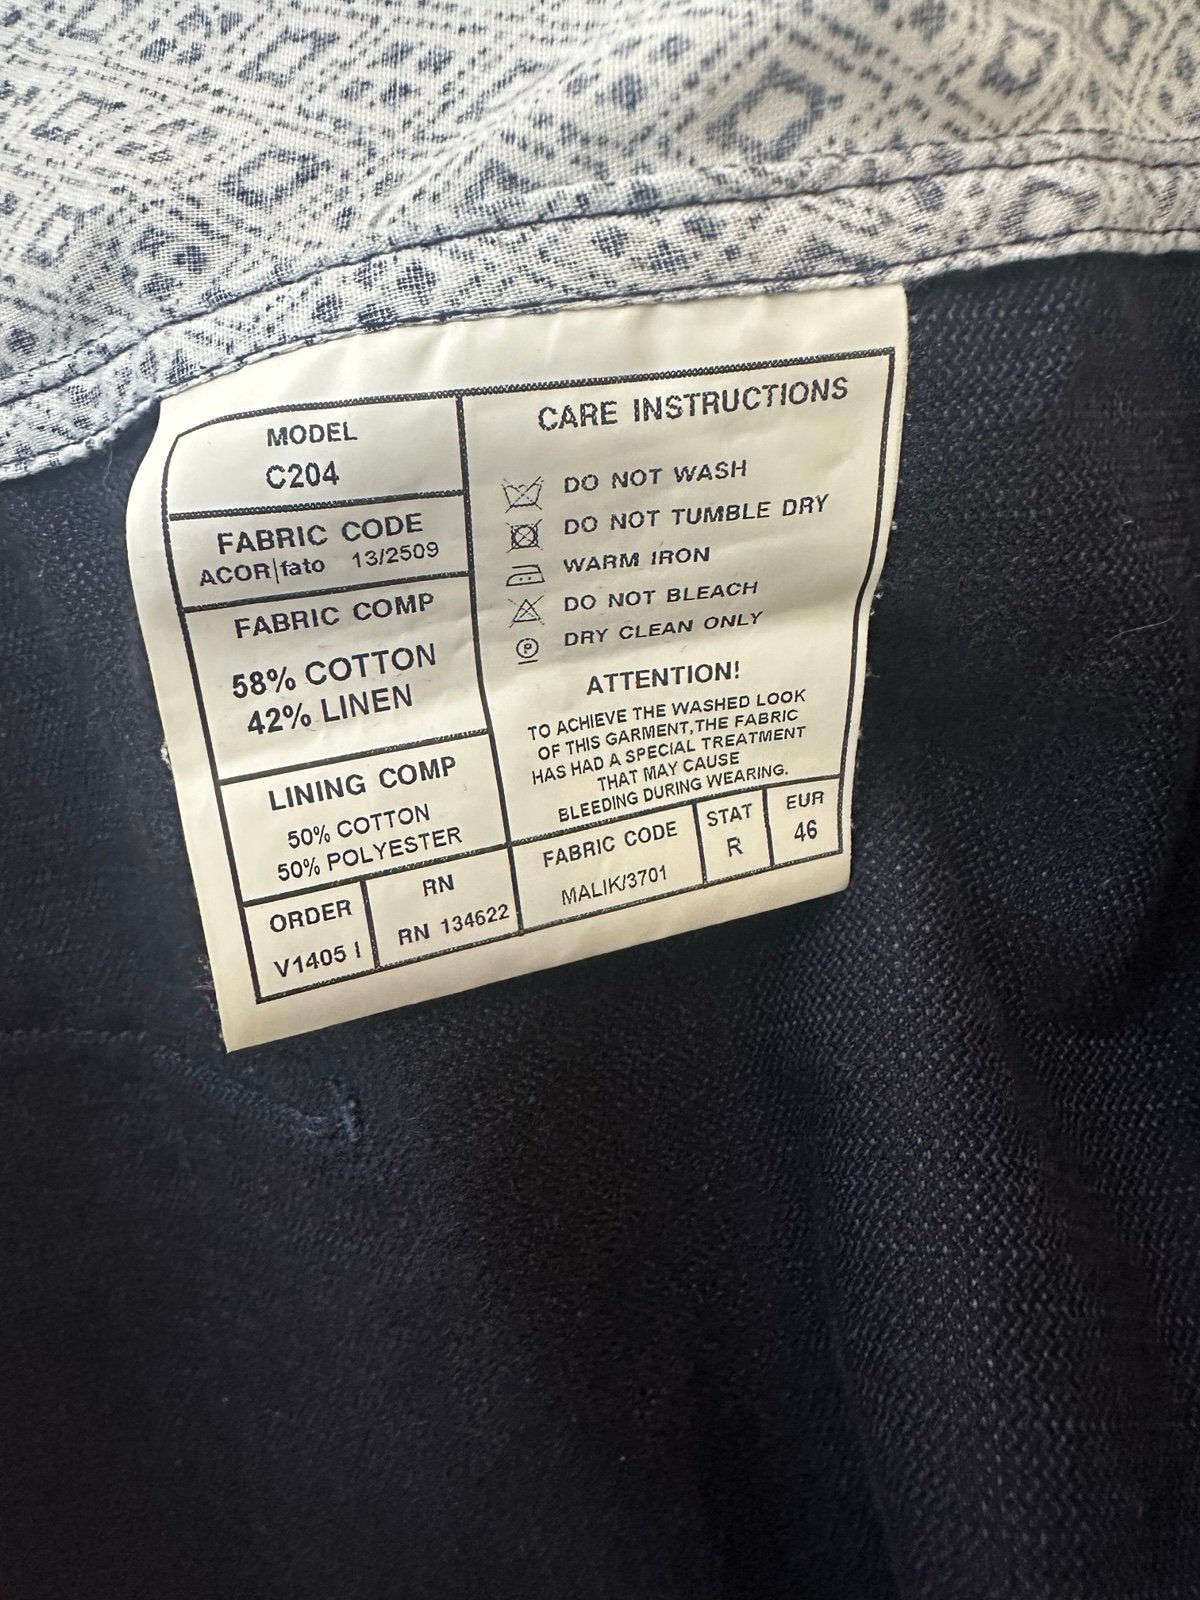 MODEL
C204
FABRIC CODE
ACOR|fato 13/2509
FABRIC COMP
58% COTTON
42% LINEN
LINING COMP
50% COTTON
50% POLYESTER
ORDER
V1405 I
RN
RN 134622
CARE INSTRUCTIONS
DO NOT WASH
DO NOT TUMBLE DRY
WARM IRON
DO NOT BLEACH
P DRY CLEAN ONLY
ATTENTION!
TO ACHIEVE THE WASHED LOOK
OF THIS GARMENT,THE FABRIC
HAS HAD A SPECIAL TREATMENT
THAT MAY CAUSE
BLEEDING DURING WEARING.
FABRIC CODE
MALIK/3701
STAT
R
EUR
46